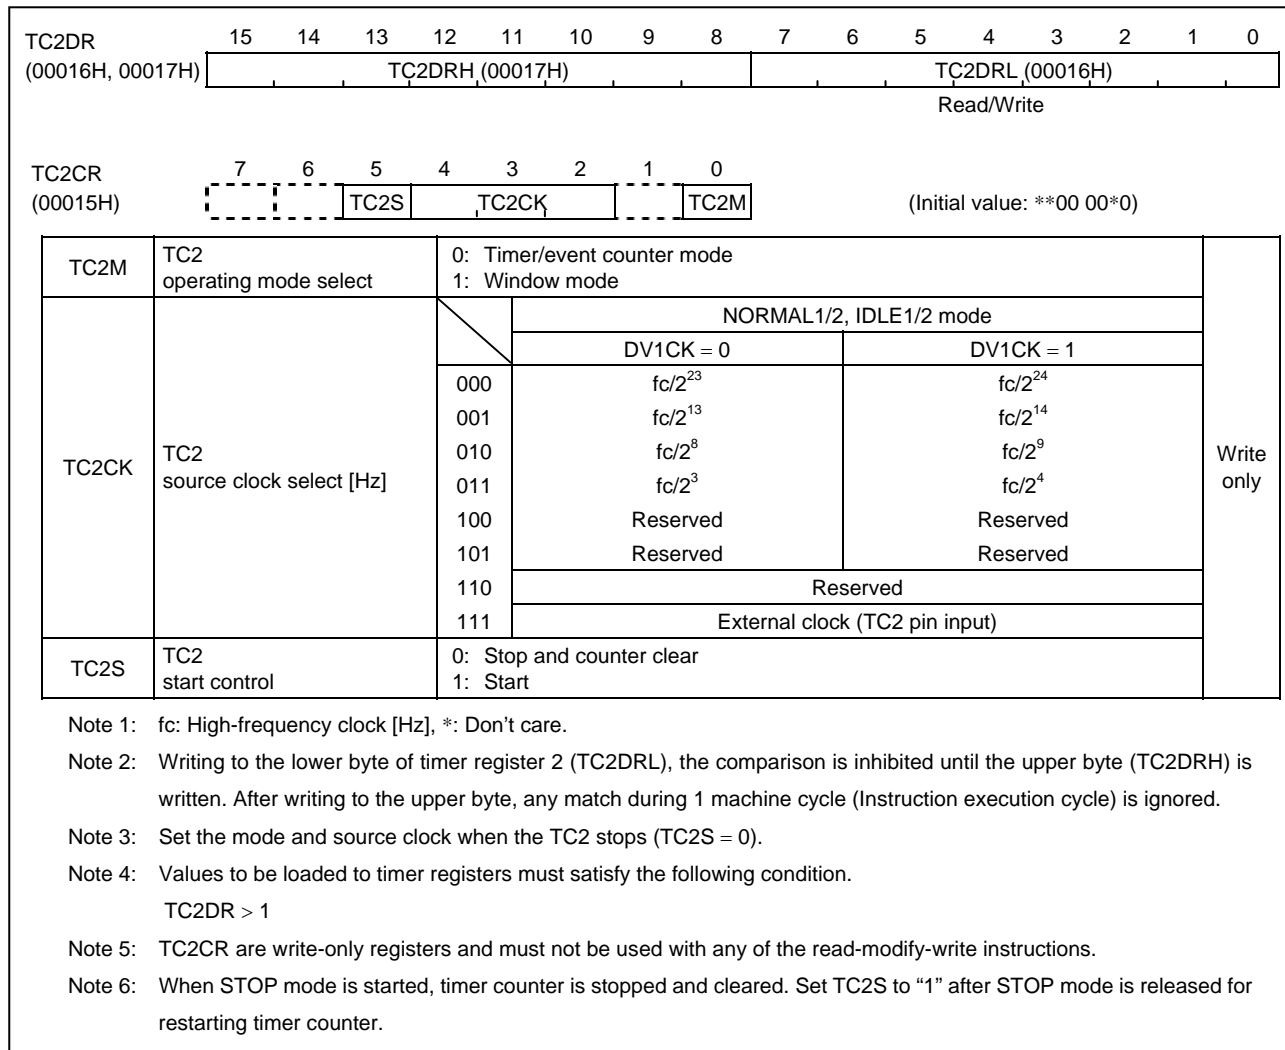 TC2DR 15 14 13 12 11 10 9 8 7 6 5 4 3 2 1 0
(00016H, 00017H) TC2DRH (00017H) TC2DRL (00016H)
Read/Write
TC2CR 7 6 5 4 3 2 1 0
(00015H) TC2S TC2CK TC2M (Initial value: **00 00*0)
TC2M TC2 operating mode select 0: Timer/event counter mode
1: Window mode
NORMAL1/2, IDLE1/2 mode
DV1CK = 0 DV1CK = 1
000 fc/2^23 fc/2^24
001 fc/2^13 fc/2^14
TC2CK TC2 source clock select [Hz] 010 fc/2^8 fc/2^9 Write only
011 fc/2^3 fc/2^4
100 Reserved Reserved
101 Reserved Reserved
110 Reserved
111 External clock (TC2 pin input)
TC2S TC2 start control 0: Stop and counter clear
1: Start
Note 1: fc: High-frequency clock [Hz], *: Don't care.
Note 2: Writing to the lower byte of timer register 2 (TC2DRL), the comparison is inhibited until the upper byte (TC2DRH) is
written. After writing to the upper byte, any match during 1 machine cycle (Instruction execution cycle) is ignored.
Note 3: Set the mode and source clock when the TC2 stops (TC2S = 0).
Note 4: Values to be loaded to timer registers must satisfy the following condition.
TC2DR > 1
Note 5: TC2CR are write-only registers and must not be used with any of the read-modify-write instructions.
Note 6: When STOP mode is started, timer counter is stopped and cleared. Set TC2S to "1" after STOP mode is released for
restarting timer counter.